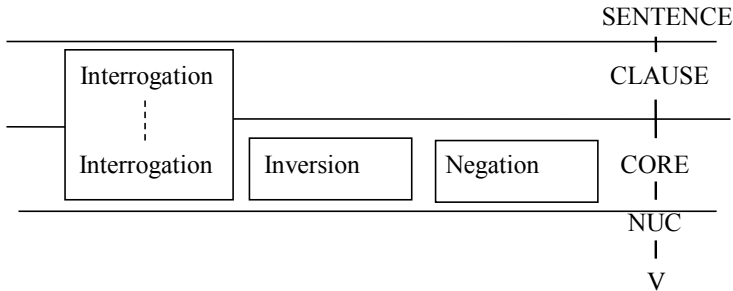 SENTENCE
Interrogation CLAUSE
Interrogation Inversion Negation CORE
NUC
V